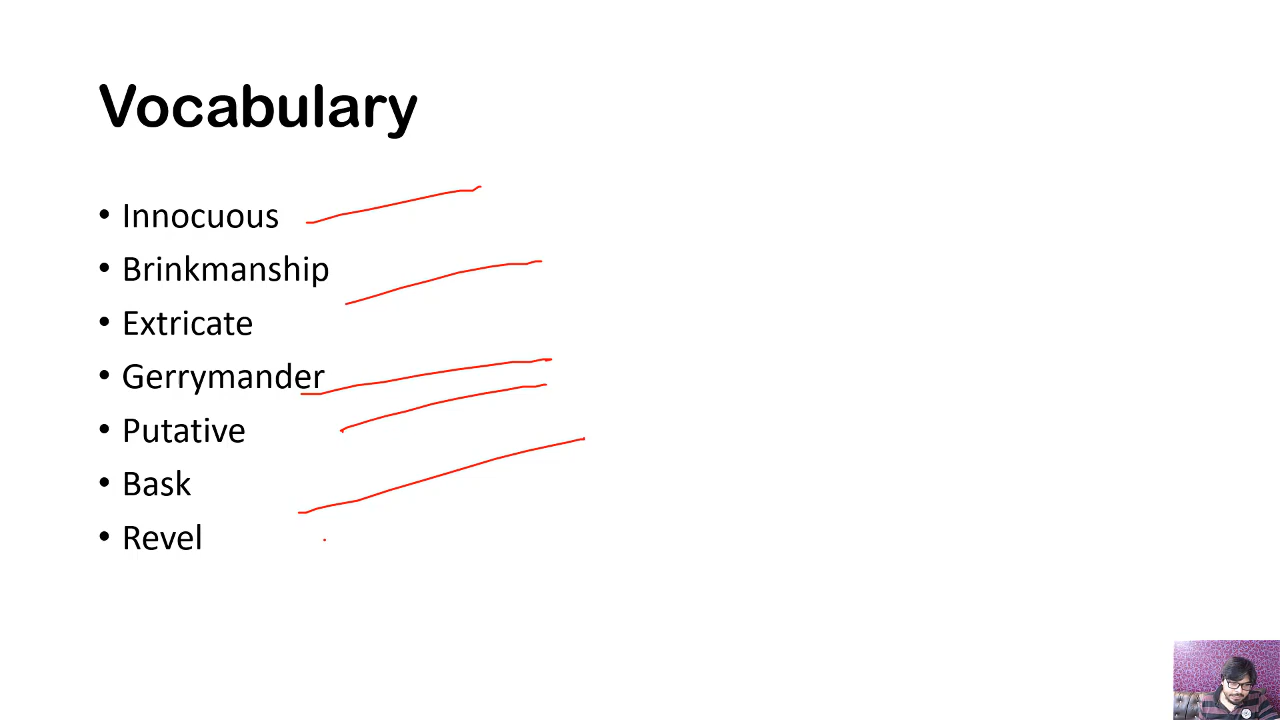 Vocabulary
• Innocuous
• Brinkmanship
• Extricate
• Gerrymander
• Putative
• Bask
• Revel